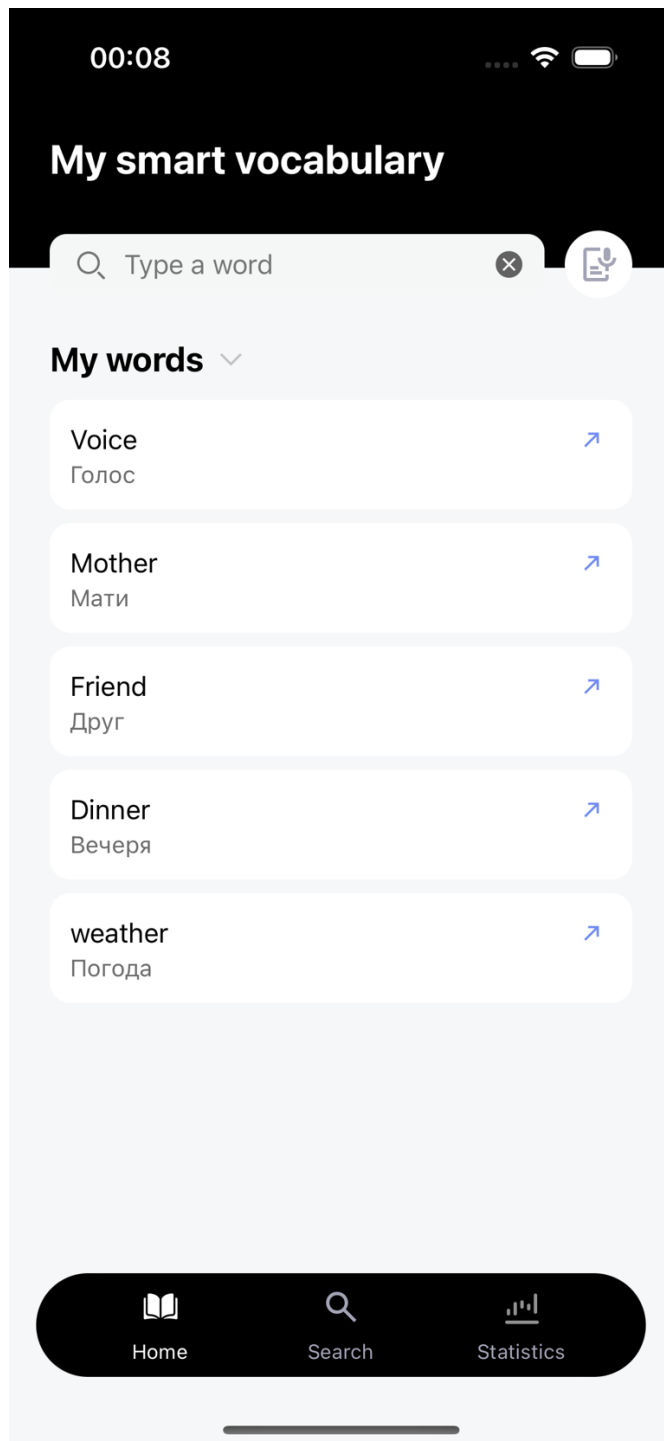 00:08
My smart vocabulary
Type a word
My words
Voice
Голос
Mother
Мати
Friend
Друг
Dinner
Вечеря
weather
Погода
Home
Search
Statistics